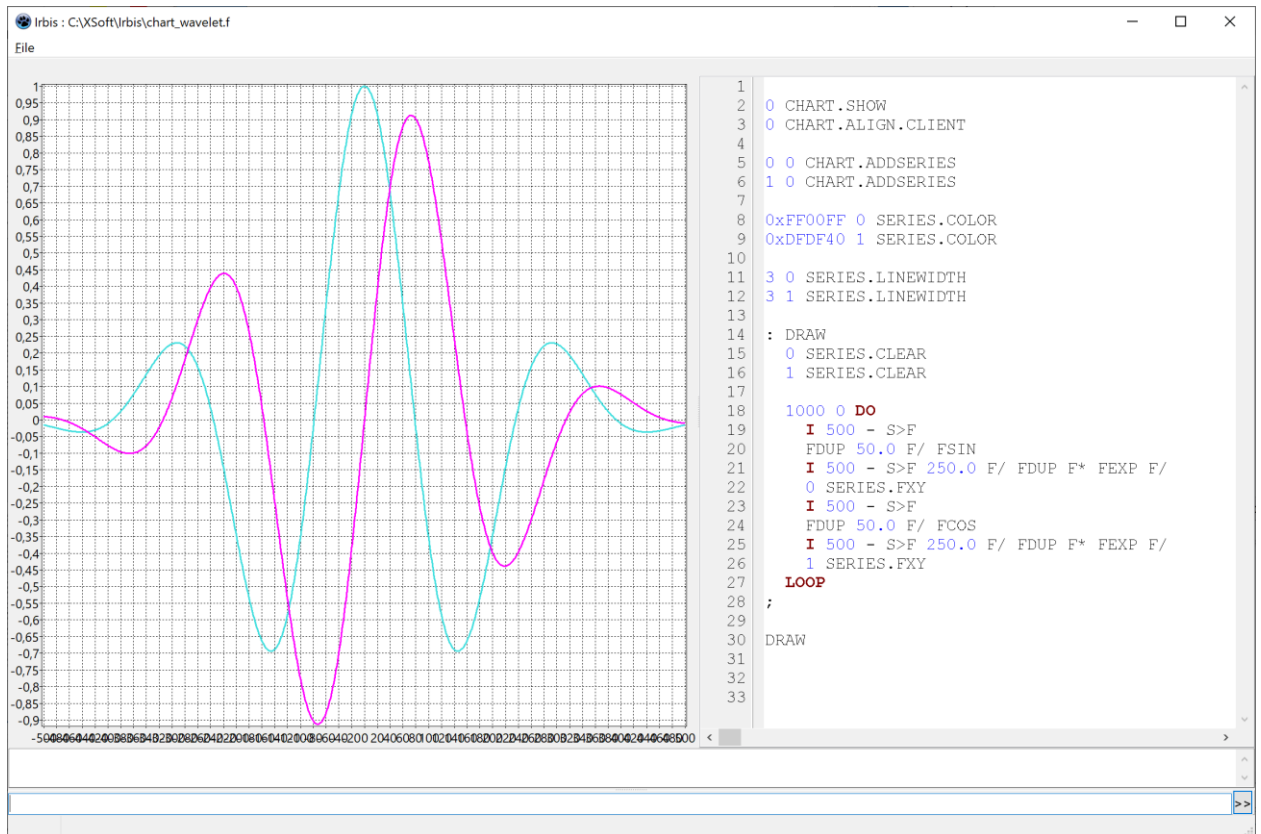 Irbis : C:\XSoft\Irbis\chart_wavelet.f
File
1
0,95
0,9
0,85
0,8
0,75
0,7
0,65
0,6
0,55
0,5
0,45
0,4
0,35
0,3
0,25
0,2
0,15
0,1
0,05
0
-0,05
-0,1
-0,15
-0,2
-0,25
-0,3
-0,35
-0,4
-0,45
-0,5
-0,55
-0,6
-0,65
-0,7
-0,75
-0,8
-0,85
-0,9
1
2 0 CHART.SHOW
3 0 CHART.ALIGN.CLIENT
4
5 0 0 CHART.ADDSERIES
6 1 0 CHART.ADDSERIES
7
8 0xFF00FF 0 SERIES.COLOR
9 0xDFDF40 1 SERIES.COLOR
10
11 3 0 SERIES.LINEWIDTH
12 3 1 SERIES.LINEWIDTH
13
14 : DRAW
15 0 SERIES.CLEAR
16 1 SERIES.CLEAR
17
18 1000 0 DO
19 I 500 - S>F
20 FDUP 50.0 F/ FSIN
21 I 500 - S>F 250.0 F/ FDUP F* FEXP F/
22 0 SERIES.FXY
23 I 500 - S>F
24 FDUP 50.0 F/ FCOS
25 I 500 - S>F 250.0 F/ FDUP F* FEXP F/
26 1 SERIES.FXY
27 LOOP
28 ;
29
30 DRAW
31
32
33
>>